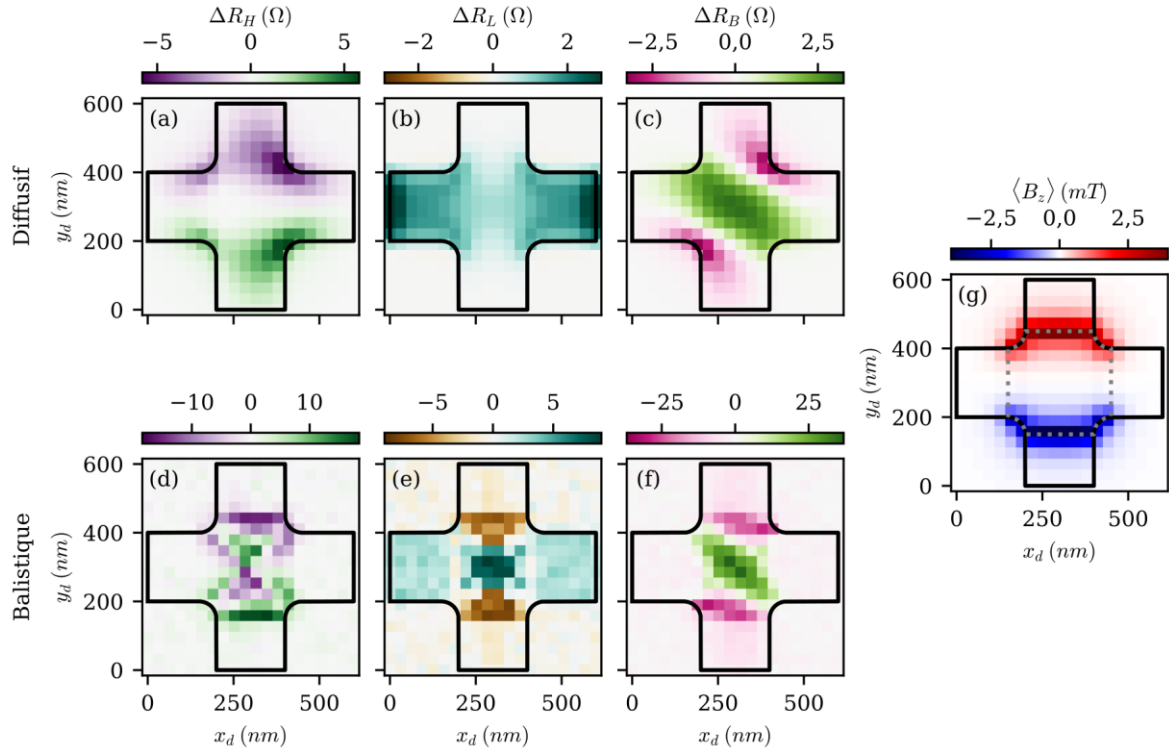 ΔR_H (Ω) ΔR_L (Ω) ΔR_B (Ω)
−5 0 5 −2 0 2 −2,5 0,0 2,5
Diffusif
y_d (nm)
600
400
200
0
(a) (b) (c)
0 250 500
⟨B_z⟩ (mT)
−2,5 0,0 2,5
y_d (nm)
600
400
200
0
(g)
0 250 500
x_d (nm)
−10 0 10 −5 0 5 −25 0 25
Balistique
y_d (nm)
600
400
200
0
(d) (e) (f)
0 250 500 0 250 500 0 250 500
x_d (nm) x_d (nm) x_d (nm)